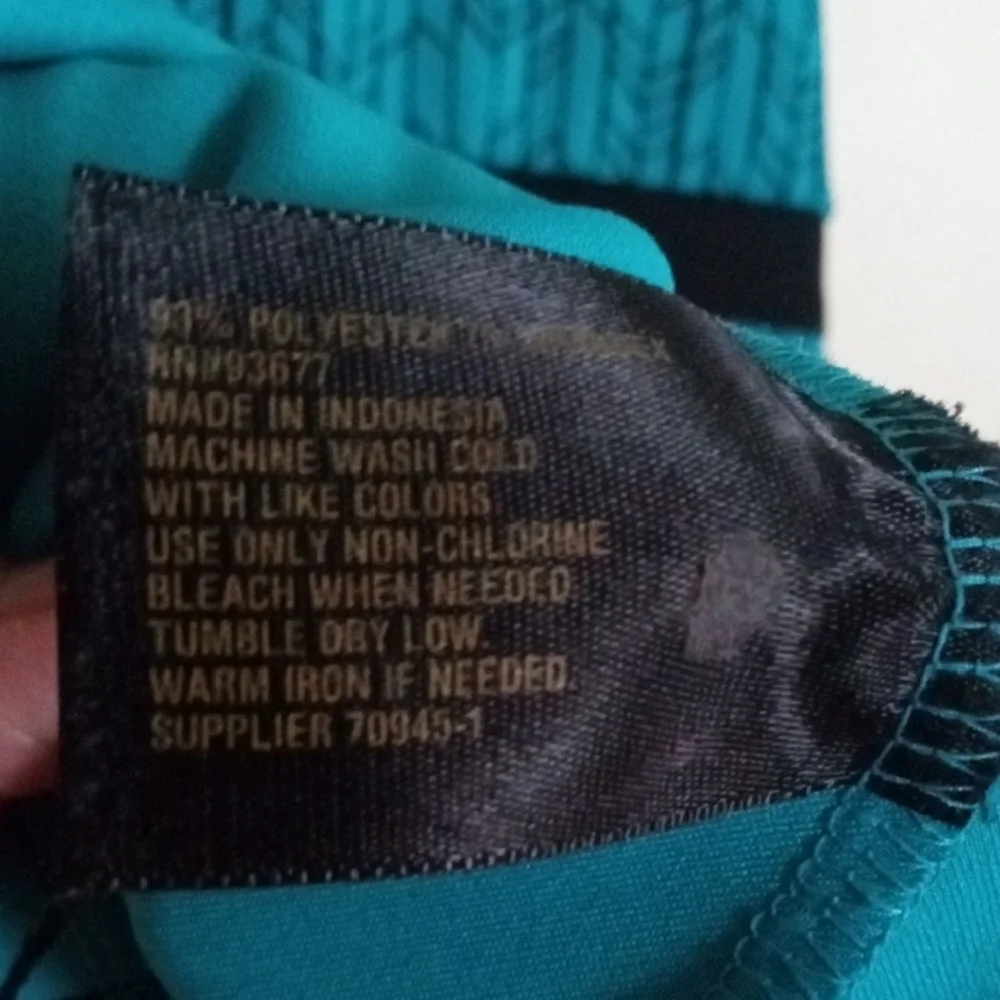 POLYESTER
RN#93677
MADE IN INDONESIA
MACHINE WASH COLD
WITH LIKE COLORS
USE ONLY NON-CHLORINE
BLEACH WHEN NEEDED
TUMBLE DRY LOW
WARM IRON IF NEEDED
SUPPLIER 70945-1